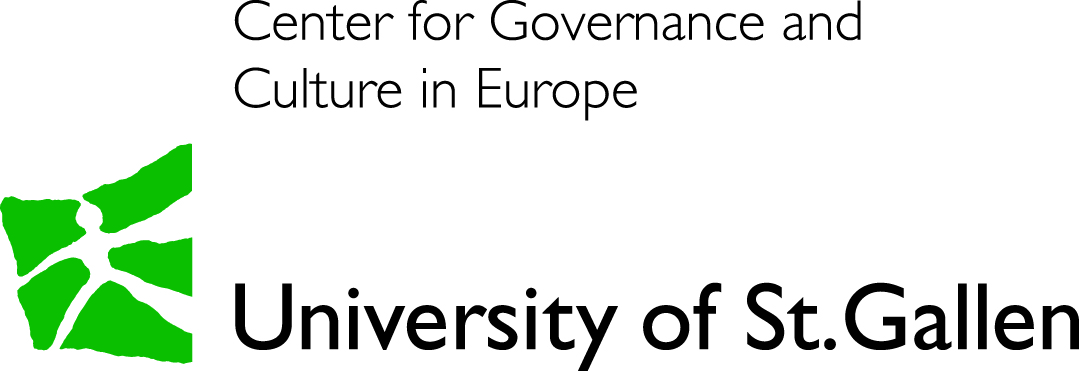 Center for Governance and
Culture in Europe
University of St.Gallen